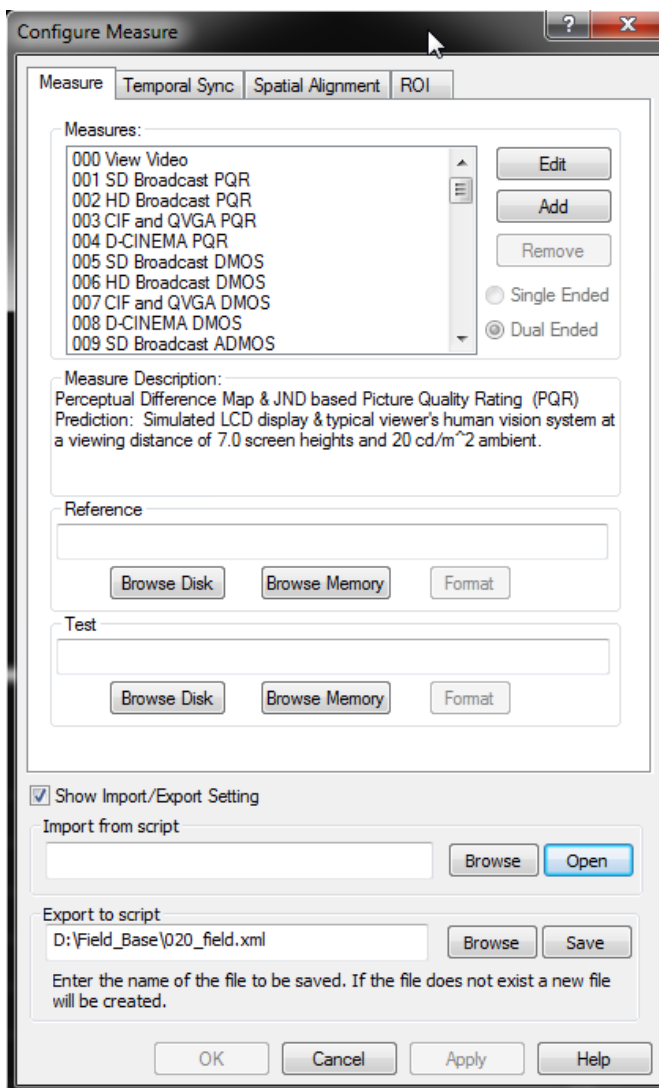 Configure Measure
?
X
Measure
Temporal Sync
Spatial Alignment
ROI
Measures:
000 View Video
001 SD Broadcast PQR
002 HD Broadcast PQR
003 CIF and QVGA PQR
004 D-CINEMA PQR
005 SD Broadcast DMOS
006 HD Broadcast DMOS
007 CIF and QVGA DMOS
008 D-CINEMA DMOS
009 SD Broadcast ADMOS
Edit
Add
Remove
Single Ended
Dual Ended
Measure Description:
Perceptual Difference Map & JND based Picture Quality Rating (PQR)
Prediction: Simulated LCD display & typical viewer's human vision system at
a viewing distance of 7.0 screen heights and 20 cd/m^2 ambient.
Reference
Browse Disk
Browse Memory
Format
Test
Browse Disk
Browse Memory
Format
Show Import/Export Setting
Import from script
Browse
Open
Export to script
D:\Field_Base\020_field.xml
Browse
Save
Enter the name of the file to be saved. If the file does not exist a new file
will be created.
OK
Cancel
Apply
Help